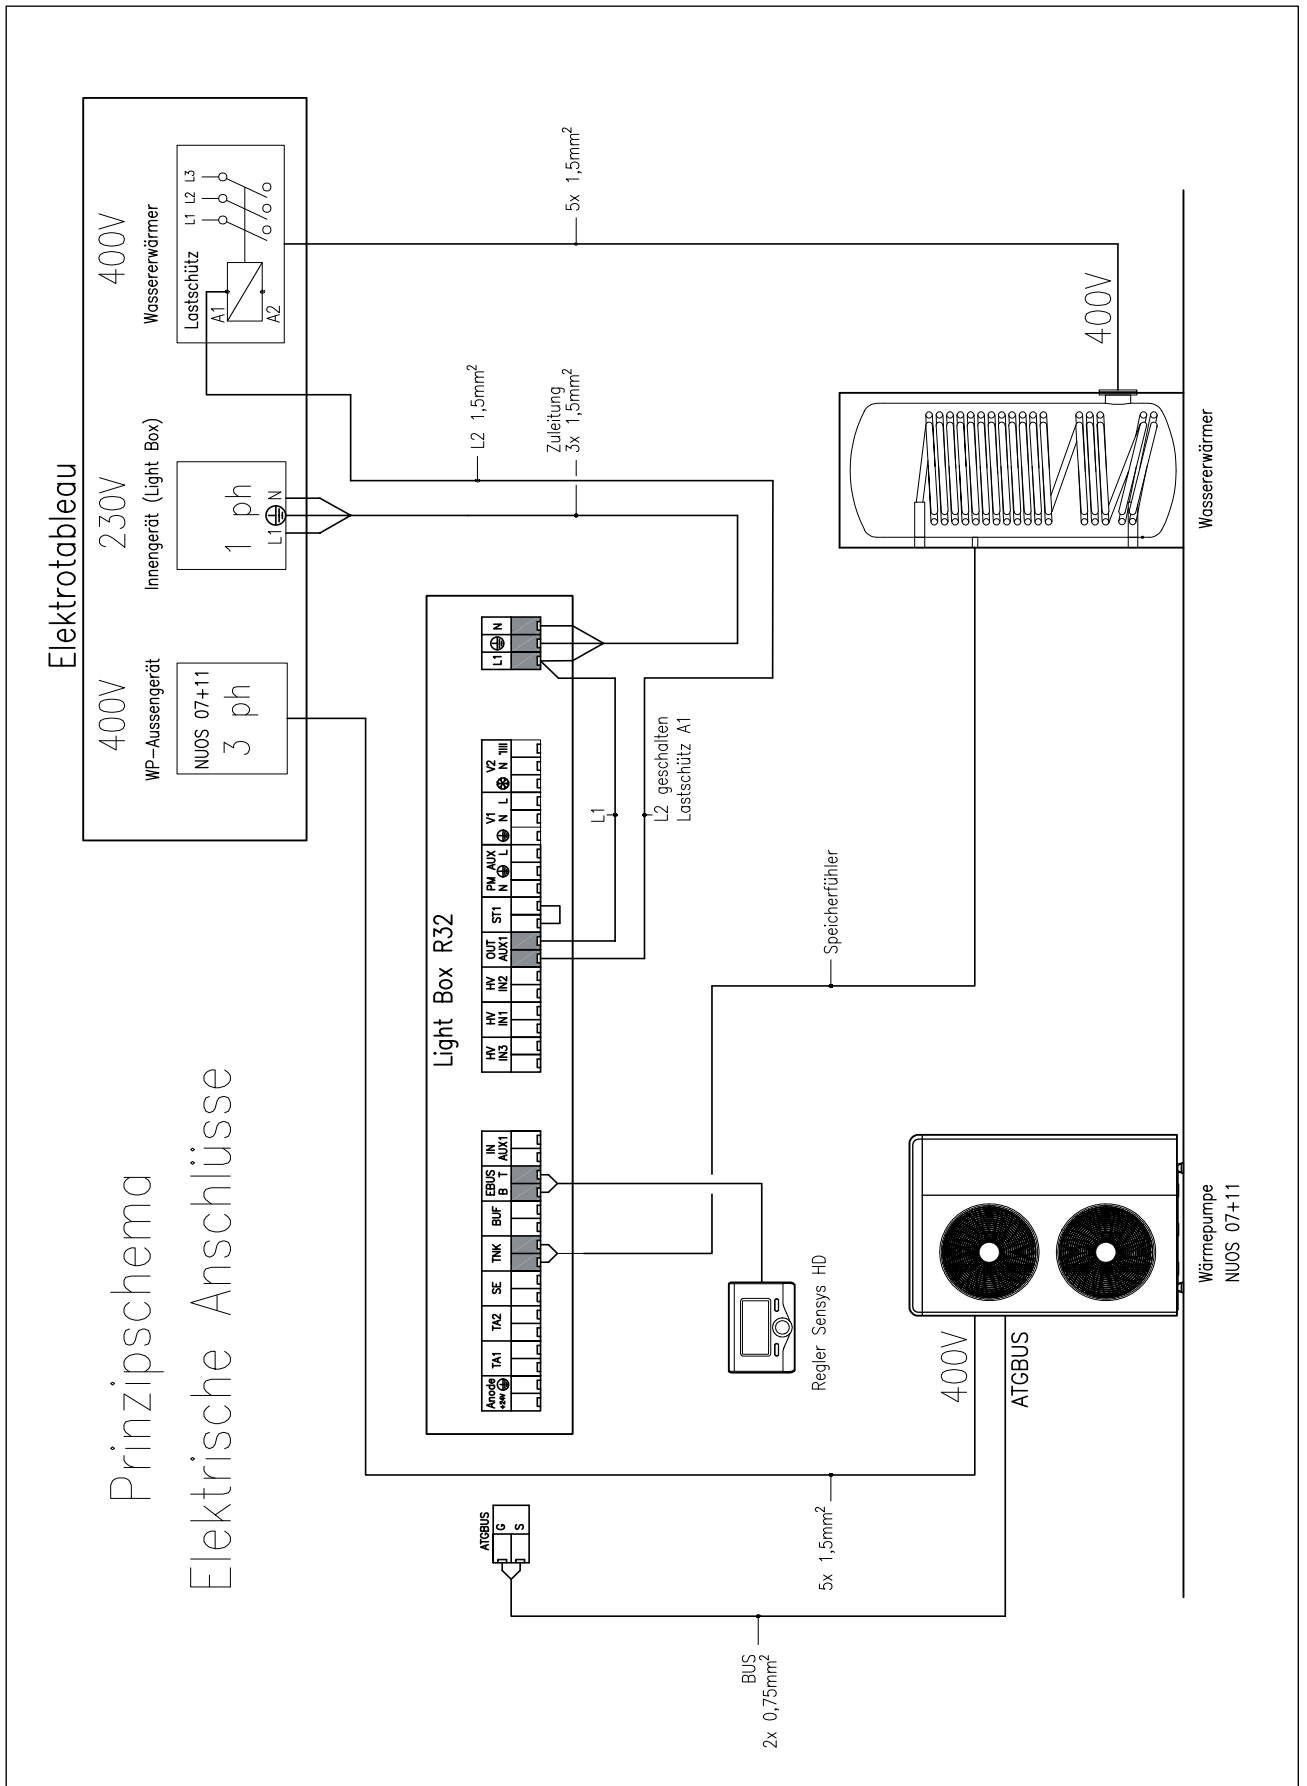 Prinzipschema
Elektrische Anschlüsse
Elektrotableau
400V
230V
400V
WP-Aussengerät
Innengerät (Light Box)
Wassererwärmer
NUOS 07+11
3 ph
1 ph
L1
N
Lastschütz
L1 L2 L3
A1
A2
Light Box R32
ATGBUS
G
S
Anode
+24V
TA1
TA2
SE
TNK
BUF
EBUS
B T
IN
AUX1
HV
IN3
HV
IN1
HV
IN2
OUT
AUX1
ST1
PM AUX
N L
V1
N L
V2
N
L1
N
L2 1,5mm²
Zuleitung
3x 1,5mm²
5x 1,5mm²
L1
L2 geschalten
Lastschütz A1
BUS
2x 0,75mm²
5x 1,5mm²
Regler Sensys HD
Speicherfühler
400V
ATGBUS
400V
Wärmepumpe
NUOS 07+11
Wassererwärmer